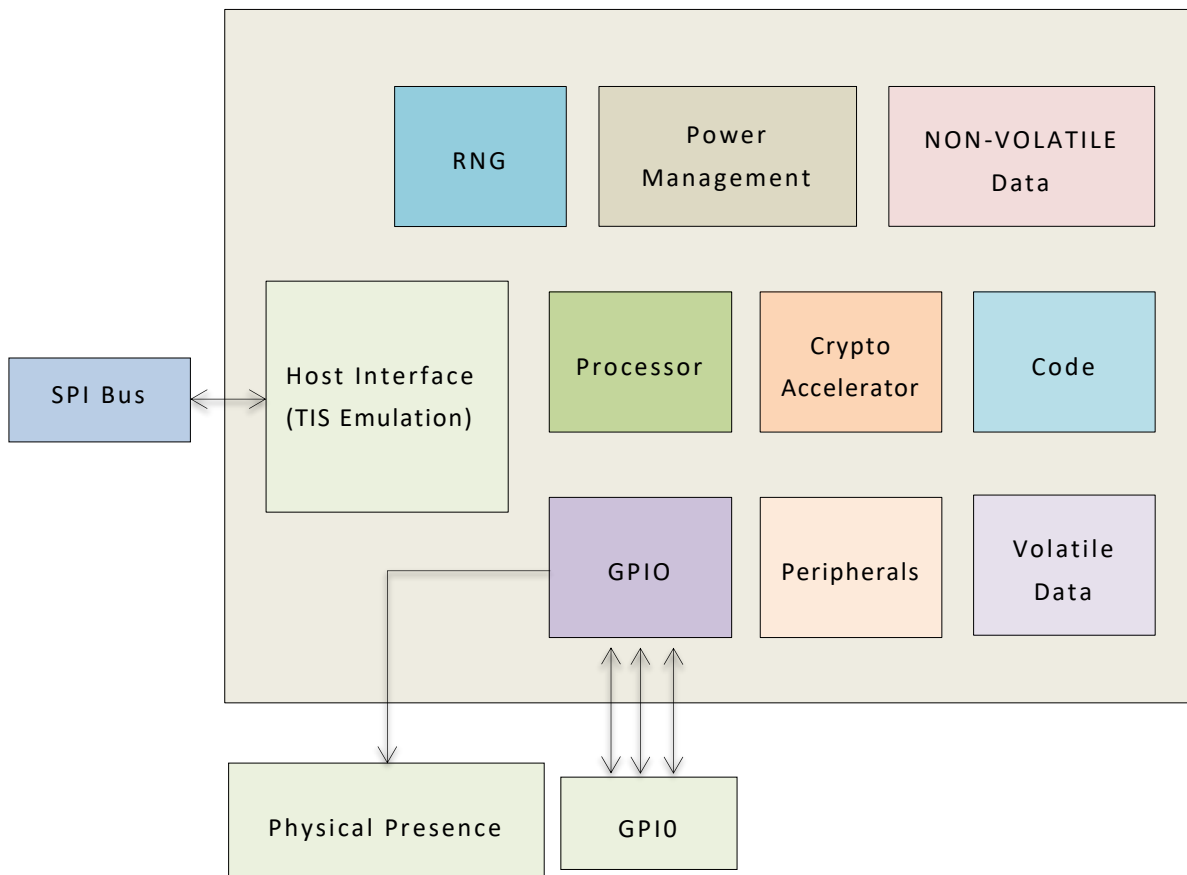 RNG
Power
Management
NON-VOLATILE
Data
SPI Bus
Host Interface
(TIS Emulation)
Processor
Crypto
Accelerator
Code
GPIO
Peripherals
Volatile
Data
Physical Presence
GPI0